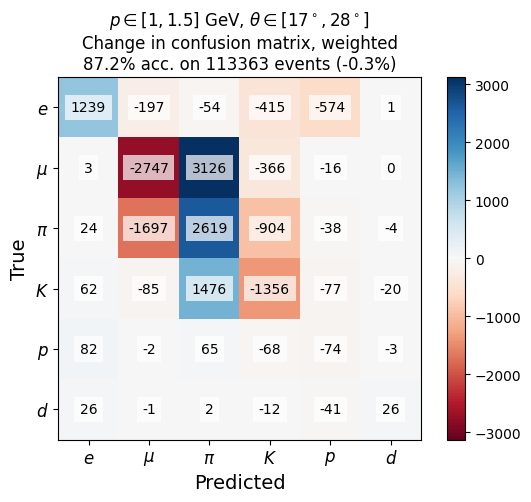 p ∈ [1, 1.5] GeV, θ ∈ [17°, 28°]
Change in confusion matrix, weighted
87.2% acc. on 113363 events (-0.3%)
e 1239 -197 -54 -415 -574 1
μ 3 -2747 3126 -366 -16 0
π 24 -1697 2619 -904 -38 -4
K 62 -85 1476 -1356 -77 -20
p 82 -2 65 -68 -74 -3
d 26 -1 2 -12 -41 26
e μ π K p d
Predicted
True
3000
2000
1000
0
−1000
−2000
−3000